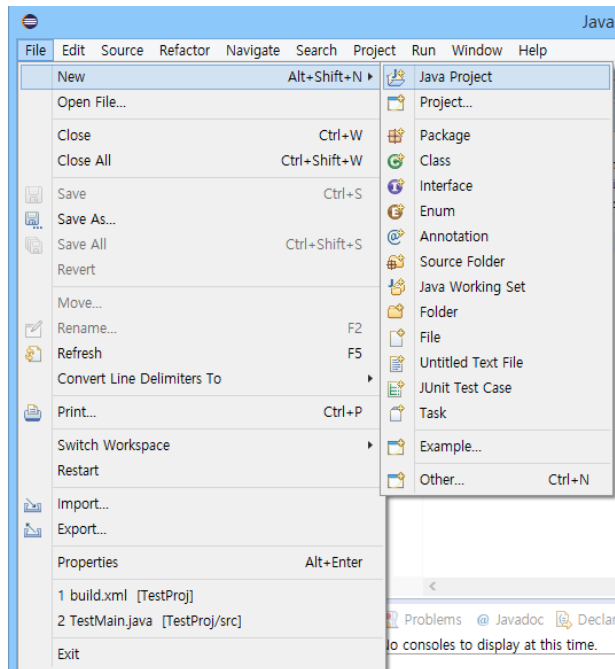 Java
File Edit Source Refactor Navigate Search Project Run Window Help
New Alt+Shift+N
Open File...
Close Ctrl+W
Close All Ctrl+Shift+W
Save Ctrl+S
Save As...
Save All Ctrl+Shift+S
Revert
Move...
Rename... F2
Refresh F5
Convert Line Delimiters To
Print... Ctrl+P
Switch Workspace
Restart
Import...
Export...
Properties Alt+Enter
1 build.xml [TestProj]
2 TestMain.java [TestProj/src]
Exit
Java Project
Project...
Package
Class
Interface
Enum
Annotation
Source Folder
Java Working Set
Folder
File
Untitled Text File
JUnit Test Case
Task
Example...
Other... Ctrl+N
Problems @ Javadoc Declar
No consoles to display at this time.